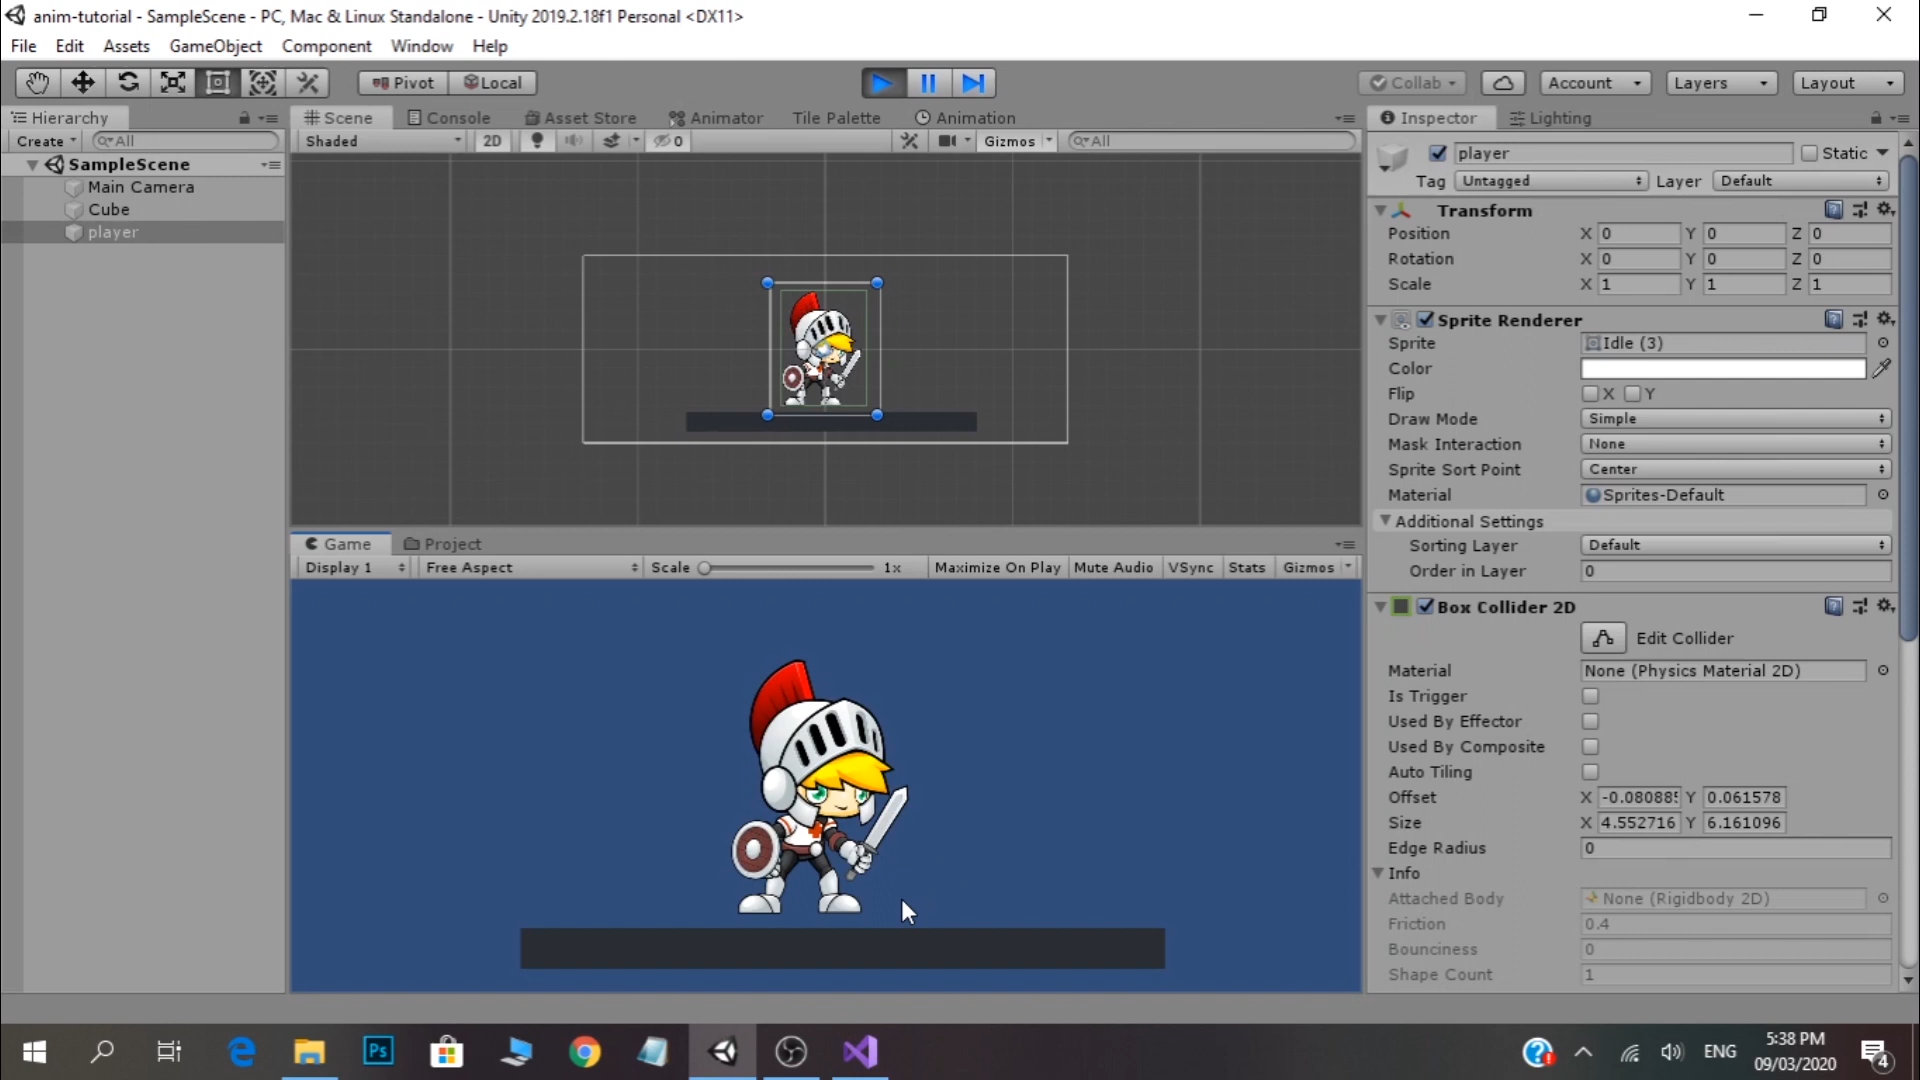 anim-tutorial - SampleScene - PC, Mac & Linux Standalone - Unity 2019.2.18f1 Personal <DX11>
File Edit Assets GameObject Component Window Help
Pivot Local Collab Account Layers Layout
Hierarchy
Create All
SampleScene
Main Camera
Cube
player
Scene Console Asset Store Animator Tile Palette Animation
Shaded 2D 0 Gizmos All
Game Project
Display 1 Free Aspect Scale 1x Maximize On Play Mute Audio VSync Stats Gizmos
Inspector Lighting
player Static
Tag Untagged Layer Default
Transform
Position X 0 Y 0 Z 0
Rotation X 0 Y 0 Z 0
Scale X 1 Y 1 Z 1
Sprite Renderer
Sprite Idle (3)
Color
Flip X Y
Draw Mode Simple
Mask Interaction None
Sprite Sort Point Center
Material Sprites-Default
Additional Settings
Sorting Layer Default
Order in Layer 0
Box Collider 2D
Edit Collider
Material None (Physics Material 2D)
Is Trigger
Used By Effector
Used By Composite
Auto Tiling
Offset X -0.080885 Y 0.061578
Size X 4.552716 Y 6.161096
Edge Radius 0
Info
Attached Body None (Rigidbody 2D)
Friction 0.4
Bounciness 0
Shape Count 1
Ps
ENG
5:38 PM
09/03/2020
4